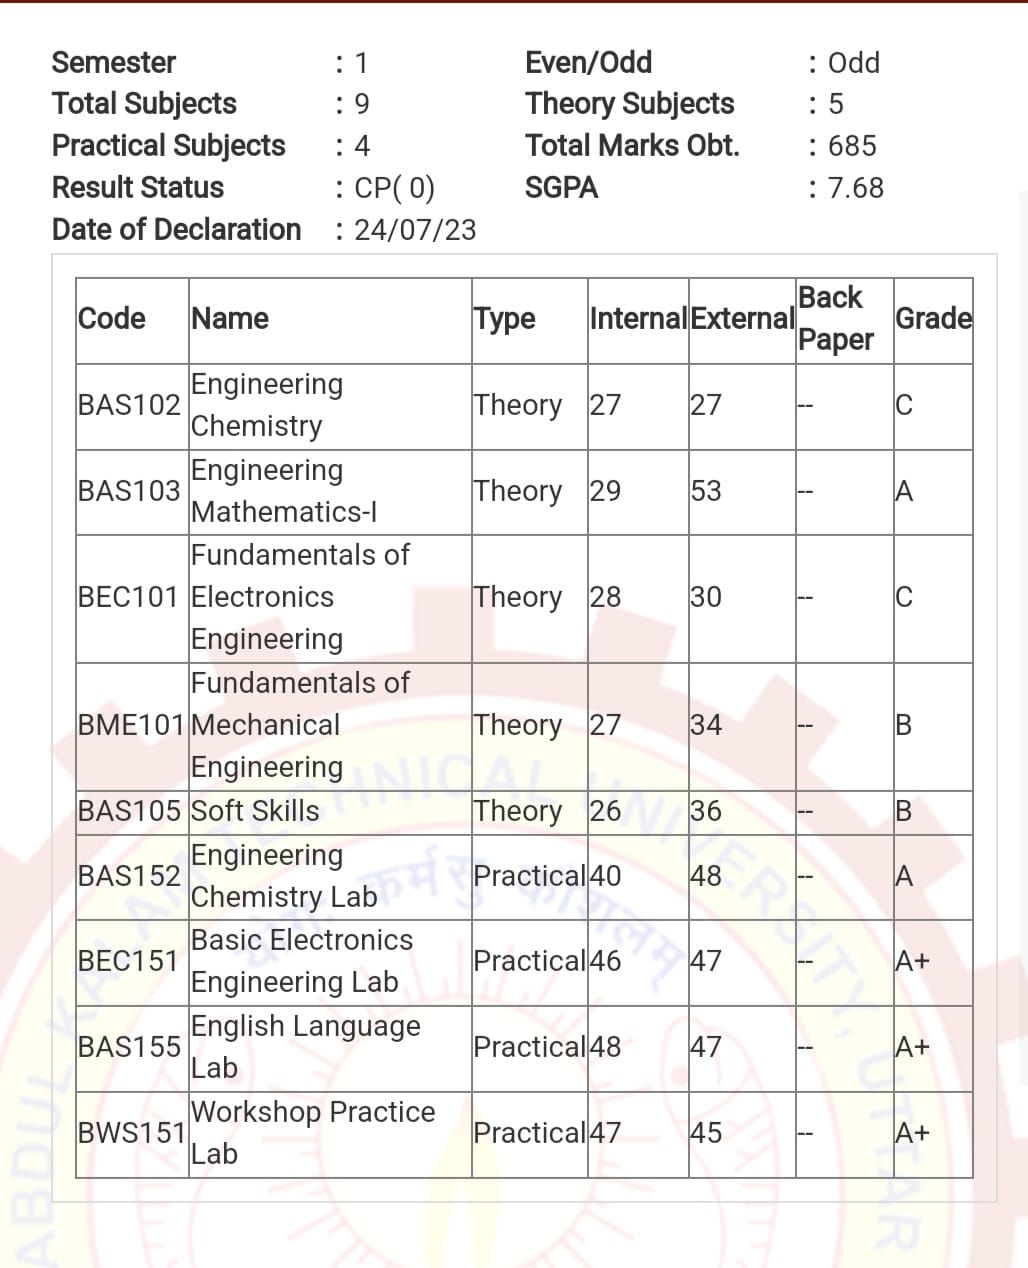 Semester : 1 Even/Odd : Odd
Total Subjects : 9 Theory Subjects : 5
Practical Subjects : 4 Total Marks Obt. : 685
Result Status : CP( 0) SGPA : 7.68
Date of Declaration : 24/07/23
Code Name Type Internal External Back Paper Grade
BAS102 Engineering Chemistry Theory 27 27 -- C
BAS103 Engineering Mathematics-I Theory 29 53 -- A
BEC101 Fundamentals of Electronics Engineering Theory 28 30 -- C
BME101 Fundamentals of Mechanical Engineering Theory 27 34 -- B
BAS105 Soft Skills Theory 26 36 -- B
BAS152 Engineering Chemistry Lab Practical 40 48 -- A
BEC151 Basic Electronics Engineering Lab Practical 46 47 -- A+
BAS155 English Language Lab Practical 48 47 -- A+
BWS151 Workshop Practice Lab Practical 47 45 -- A+
ABDUL KALAM TECHNICAL UNIVERSITY, UTTAR
योगः कर्मसु कौशलम्